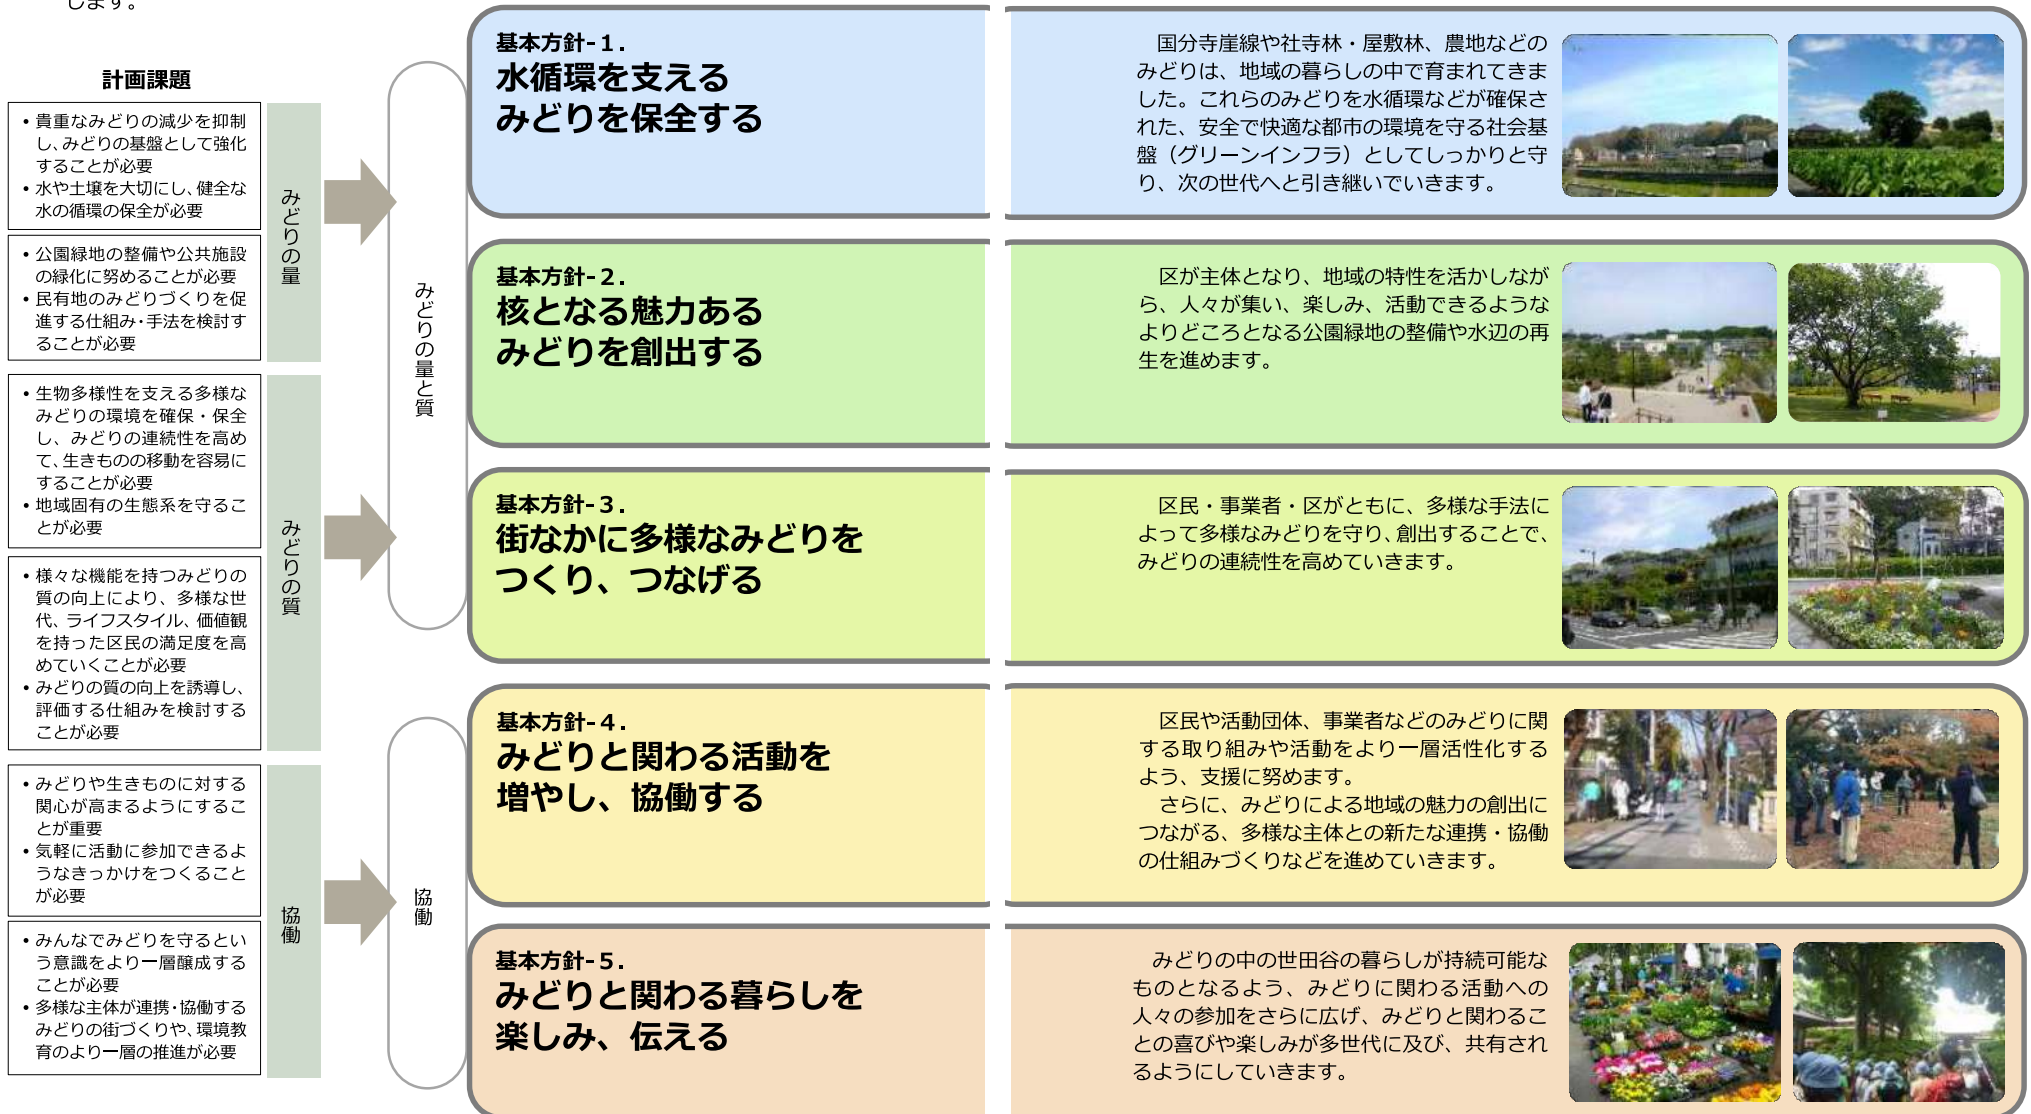 します。
計画課題
• 貴重なみどりの減少を抑制
し、みどりの基盤として強化
することが必要
• 水や土壌を大切にし、健全な
水の循環の保全が必要
• 公園緑地の整備や公共施設
の緑化に努めることが必要
• 民有地のみどりづくりを促
進する仕組み・手法を検討す
ることが必要
みどりの量
• 生物多様性を支える多様な
みどりの環境を確保・保全
し、みどりの連続性を高め
て、生きものの移動を容易に
することが必要
• 地域固有の生態系を守るこ
とが必要
• 様々な機能を持つみどりの
質の向上により、多様な世
代、ライフスタイル、価値観
を持った区民の満足度を高
めていくことが必要
• みどりの質の向上を誘導し、
評価する仕組みを検討する
ことが必要
みどりの質
• みどりや生きものに対する
関心が高まるようにするこ
とが重要
• 気軽に活動に参加できるよ
うなきっかけをつくること
が必要
• みんなでみどりを守るとい
う意識をより一層醸成する
ことが必要
• 多様な主体が連携・協働する
みどりの街づくりや、環境教
育のより一層の推進が必要
協働
みどりの量と質
協働
基本方針-1.
水循環を支える
みどりを保全する
国分寺崖線や社寺林・屋敷林、農地などの
みどりは、地域の暮らしの中で育まれてきま
した。これらのみどりを水循環などが確保さ
れた、安全で快適な都市の環境を守る社会基
盤（グリーンインフラ）としてしっかりと守
り、次の世代へと引き継いでいきます。
基本方針-2.
核となる魅力ある
みどりを創出する
区が主体となり、地域の特性を活かしなが
ら、人々が集い、楽しみ、活動できるような
よりどころとなる公園緑地の整備や水辺の再
生を進めます。
基本方針-3.
街なかに多様なみどりを
つくり、つなげる
区民・事業者・区がともに、多様な手法に
よって多様なみどりを守り、創出することで、
みどりの連続性を高めていきます。
基本方針-4.
みどりと関わる活動を
増やし、協働する
区民や活動団体、事業者などのみどりに関
する取り組みや活動をより一層活性化する
よう、支援に努めます。
さらに、みどりによる地域の魅力の創出に
つながる、多様な主体との新たな連携・協働
の仕組みづくりなどを進めていきます。
基本方針-5.
みどりと関わる暮らしを
楽しみ、伝える
みどりの中の世田谷の暮らしが持続可能な
ものとなるよう、みどりに関わる活動への
人々の参加をさらに広げ、みどりと関わるこ
との喜びや楽しみが多世代に及び、共有され
るようにしていきます。